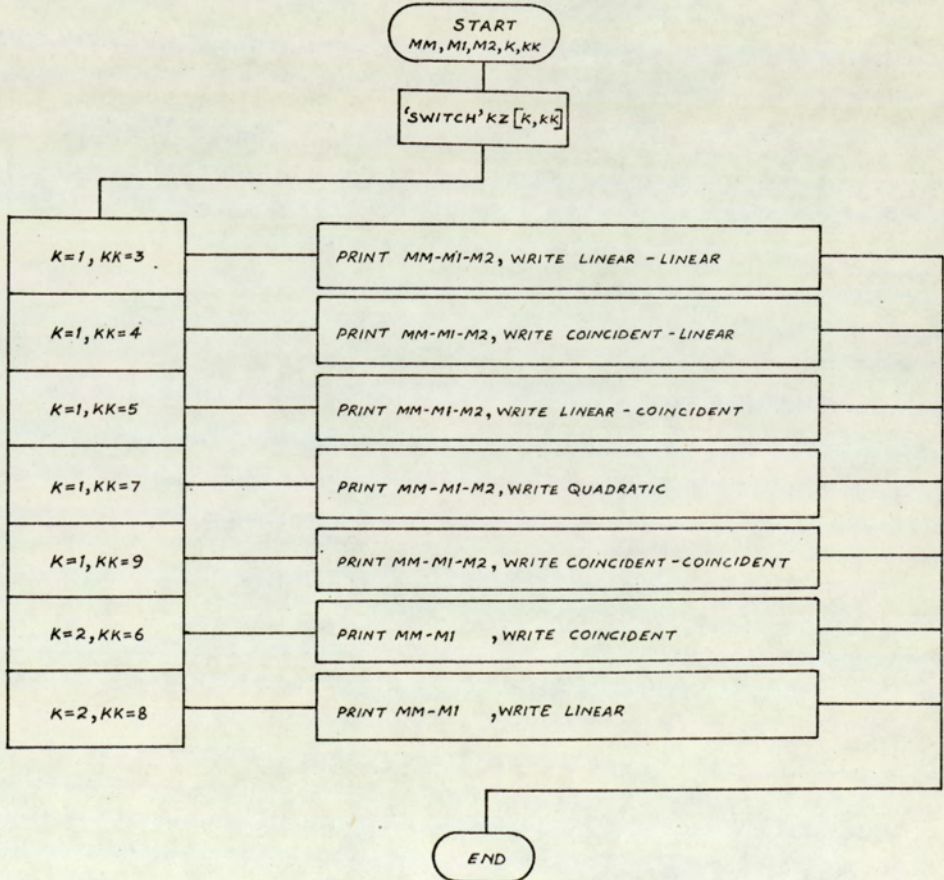 START
MM, M1, M2, K, KK
'SWITCH' KZ [K, KK]
K=1, KK=3
PRINT MM-M1-M2, WRITE LINEAR - LINEAR
K=1, KK=4
PRINT MM-M1-M2, WRITE COINCIDENT - LINEAR
K=1, KK=5
PRINT MM-M1-M2, WRITE LINEAR - COINCIDENT
K=1, KK=7
PRINT MM-M1-M2, WRITE QUADRATIC
K=1, KK=9
PRINT MM-M1-M2, WRITE COINCIDENT - COINCIDENT
K=2, KK=6
PRINT MM-M1 , WRITE COINCIDENT
K=2, KK=8
PRINT MM-M1 , WRITE LINEAR
END